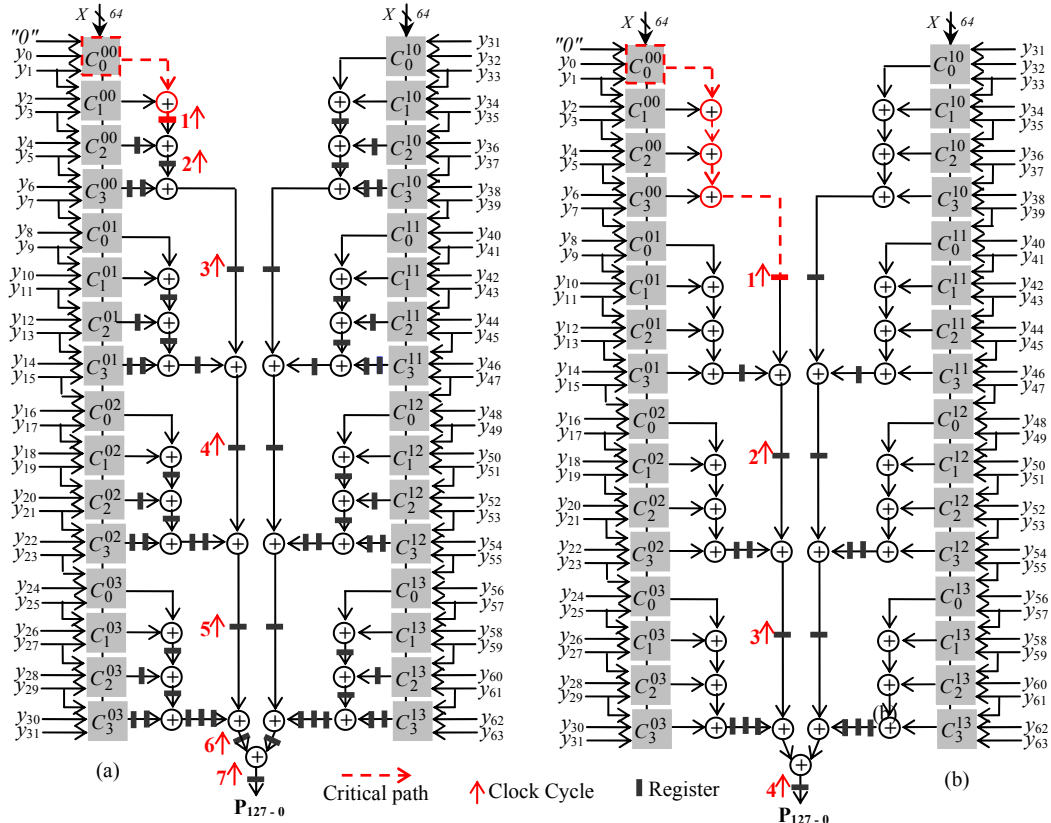 X 64
"0"
y0
y1
y2
y3
y4
y5
y6
y7
y8
y9
y10
y11
y12
y13
y14
y15
y16
y17
y18
y19
y20
y21
y22
y23
y24
y25
y26
y27
y28
y29
y30
y31
C0^00
C1^00
C2^00
C3^00
C0^01
C1^01
C2^01
C3^01
C0^02
C1^02
C2^02
C3^02
C0^03
C1^03
C2^03
C3^03
1
2
3
4
5
6
7
X 64
C0^10
C1^10
C2^10
C3^10
C0^11
C1^11
C2^11
C3^11
C0^12
C1^12
C2^12
C3^12
C0^13
C1^13
C2^13
C3^13
y31
y32
y33
y34
y35
y36
y37
y38
y39
y40
y41
y42
y43
y44
y45
y46
y47
y48
y49
y50
y51
y52
y53
y54
y55
y56
y57
y58
y59
y60
y61
y62
y63
(a)
P127 - 0
X 64
"0"
y0
y1
y2
y3
y4
y5
y6
y7
y8
y9
y10
y11
y12
y13
y14
y15
y16
y17
y18
y19
y20
y21
y22
y23
y24
y25
y26
y27
y28
y29
y30
y31
C0^00
C1^00
C2^00
C3^00
C0^01
C1^01
C2^01
C3^01
C0^02
C1^02
C2^02
C3^02
C0^03
C1^03
C2^03
C3^03
1
2
3
4
X 64
C0^10
C1^10
C2^10
C3^10
C0^11
C1^11
C2^11
C3^11
C0^12
C1^12
C2^12
C3^12
C0^13
C1^13
C2^13
C3^13
y31
y32
y33
y34
y35
y36
y37
y38
y39
y40
y41
y42
y43
y44
y45
y46
y47
y48
y49
y50
y51
y52
y53
y54
y55
y56
y57
y58
y59
y60
y61
y62
y63
(b)
P127 - 0
Critical path
Clock Cycle
Register